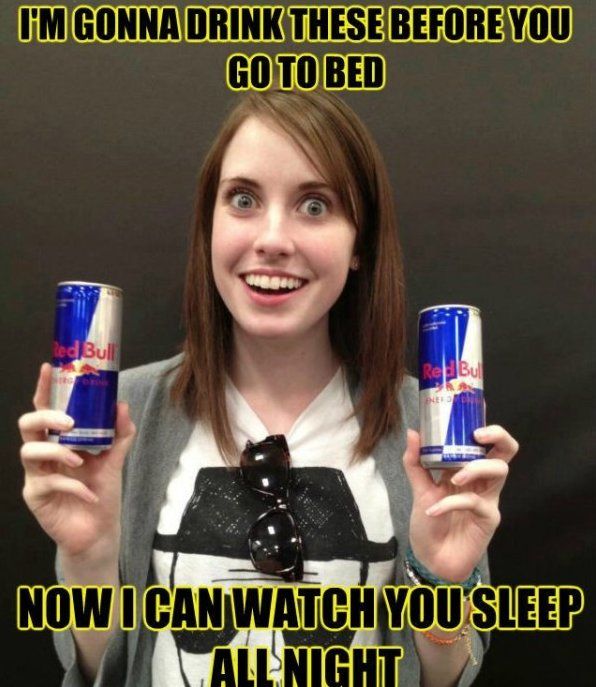 I'M GONNA DRINK THESE BEFORE YOU
GO TO BED
Red Bull
ENERGY DRINK
Red Bull
ENERGY DRINK
NOW I CAN WATCH YOU SLEEP
ALL NIGHT